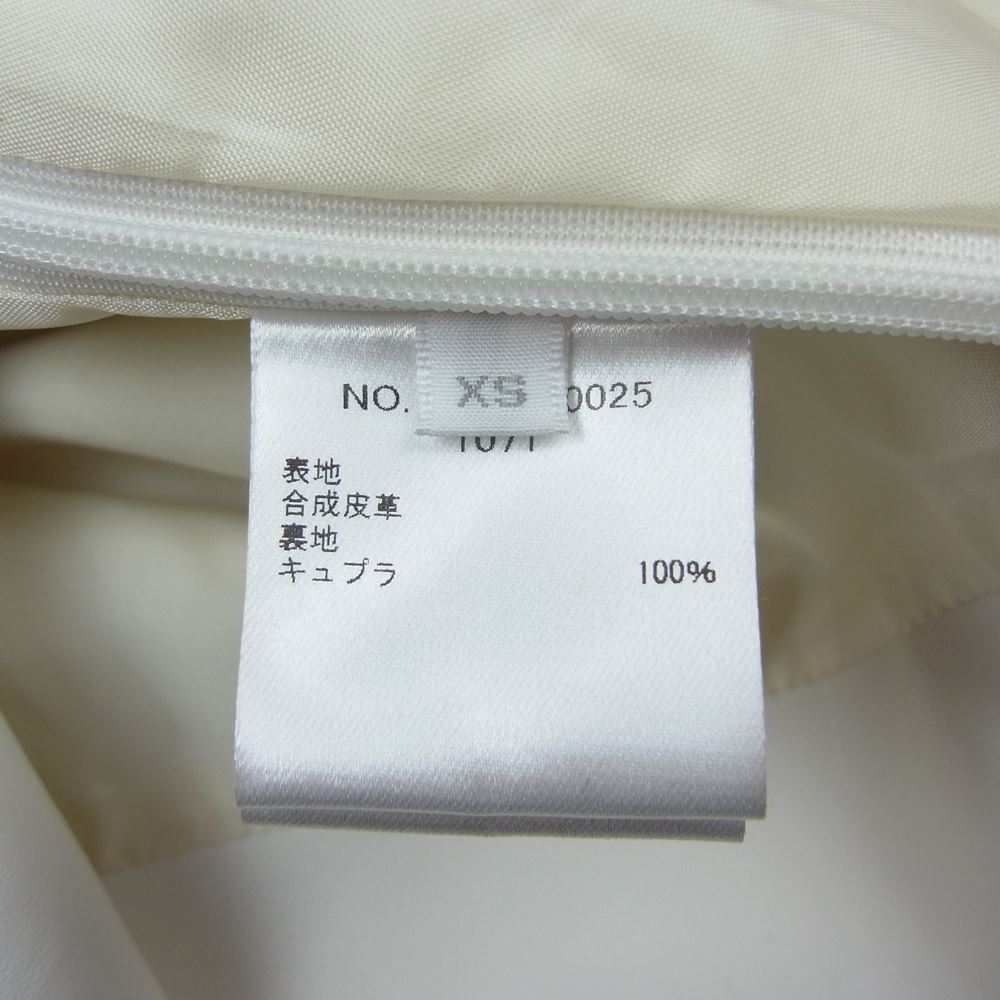 XS
NO. 0025
表地
合成皮革
裏地
キュプラ 100%